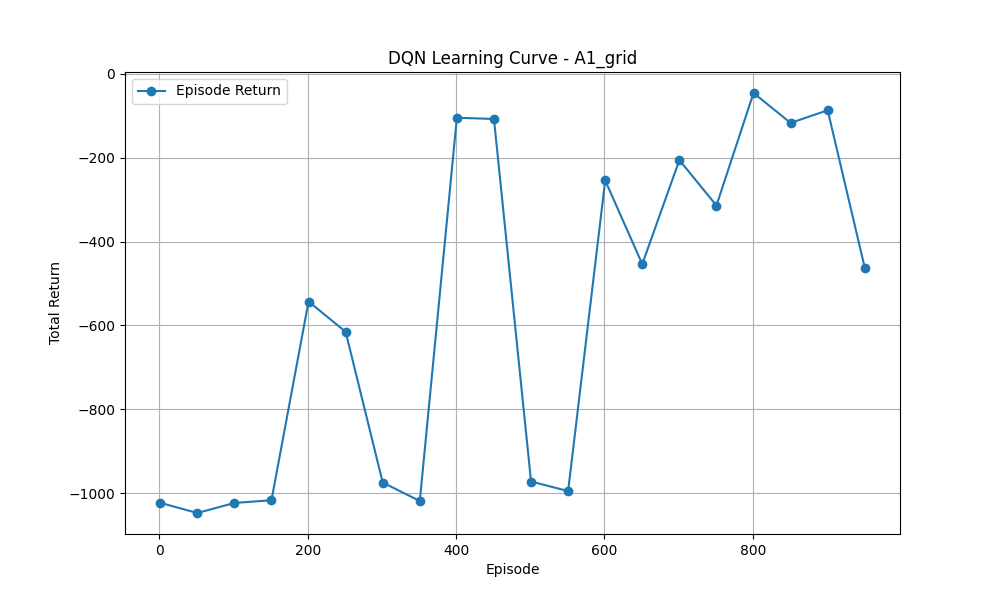 DQN Learning Curve - A1_grid
Episode Return
Total Return
0
−200
−400
−600
−800
−1000
0
200
400
600
800
Episode